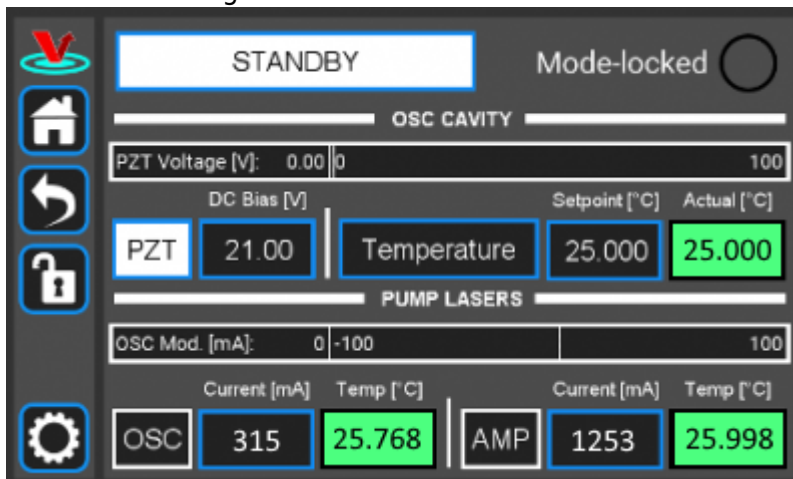 STANDBY Mode-locked
OSC CAVITY
PZT Voltage [V]: 0.00 0 100
DC Bias [V] Setpoint [°C] Actual [°C]
PZT 21.00 Temperature 25.000 25.000
PUMP LASERS
OSC Mod. [mA]: 0 -100 100
Current [mA] Temp [°C] Current [mA] Temp [°C]
OSC 315 25.768 AMP 1253 25.998